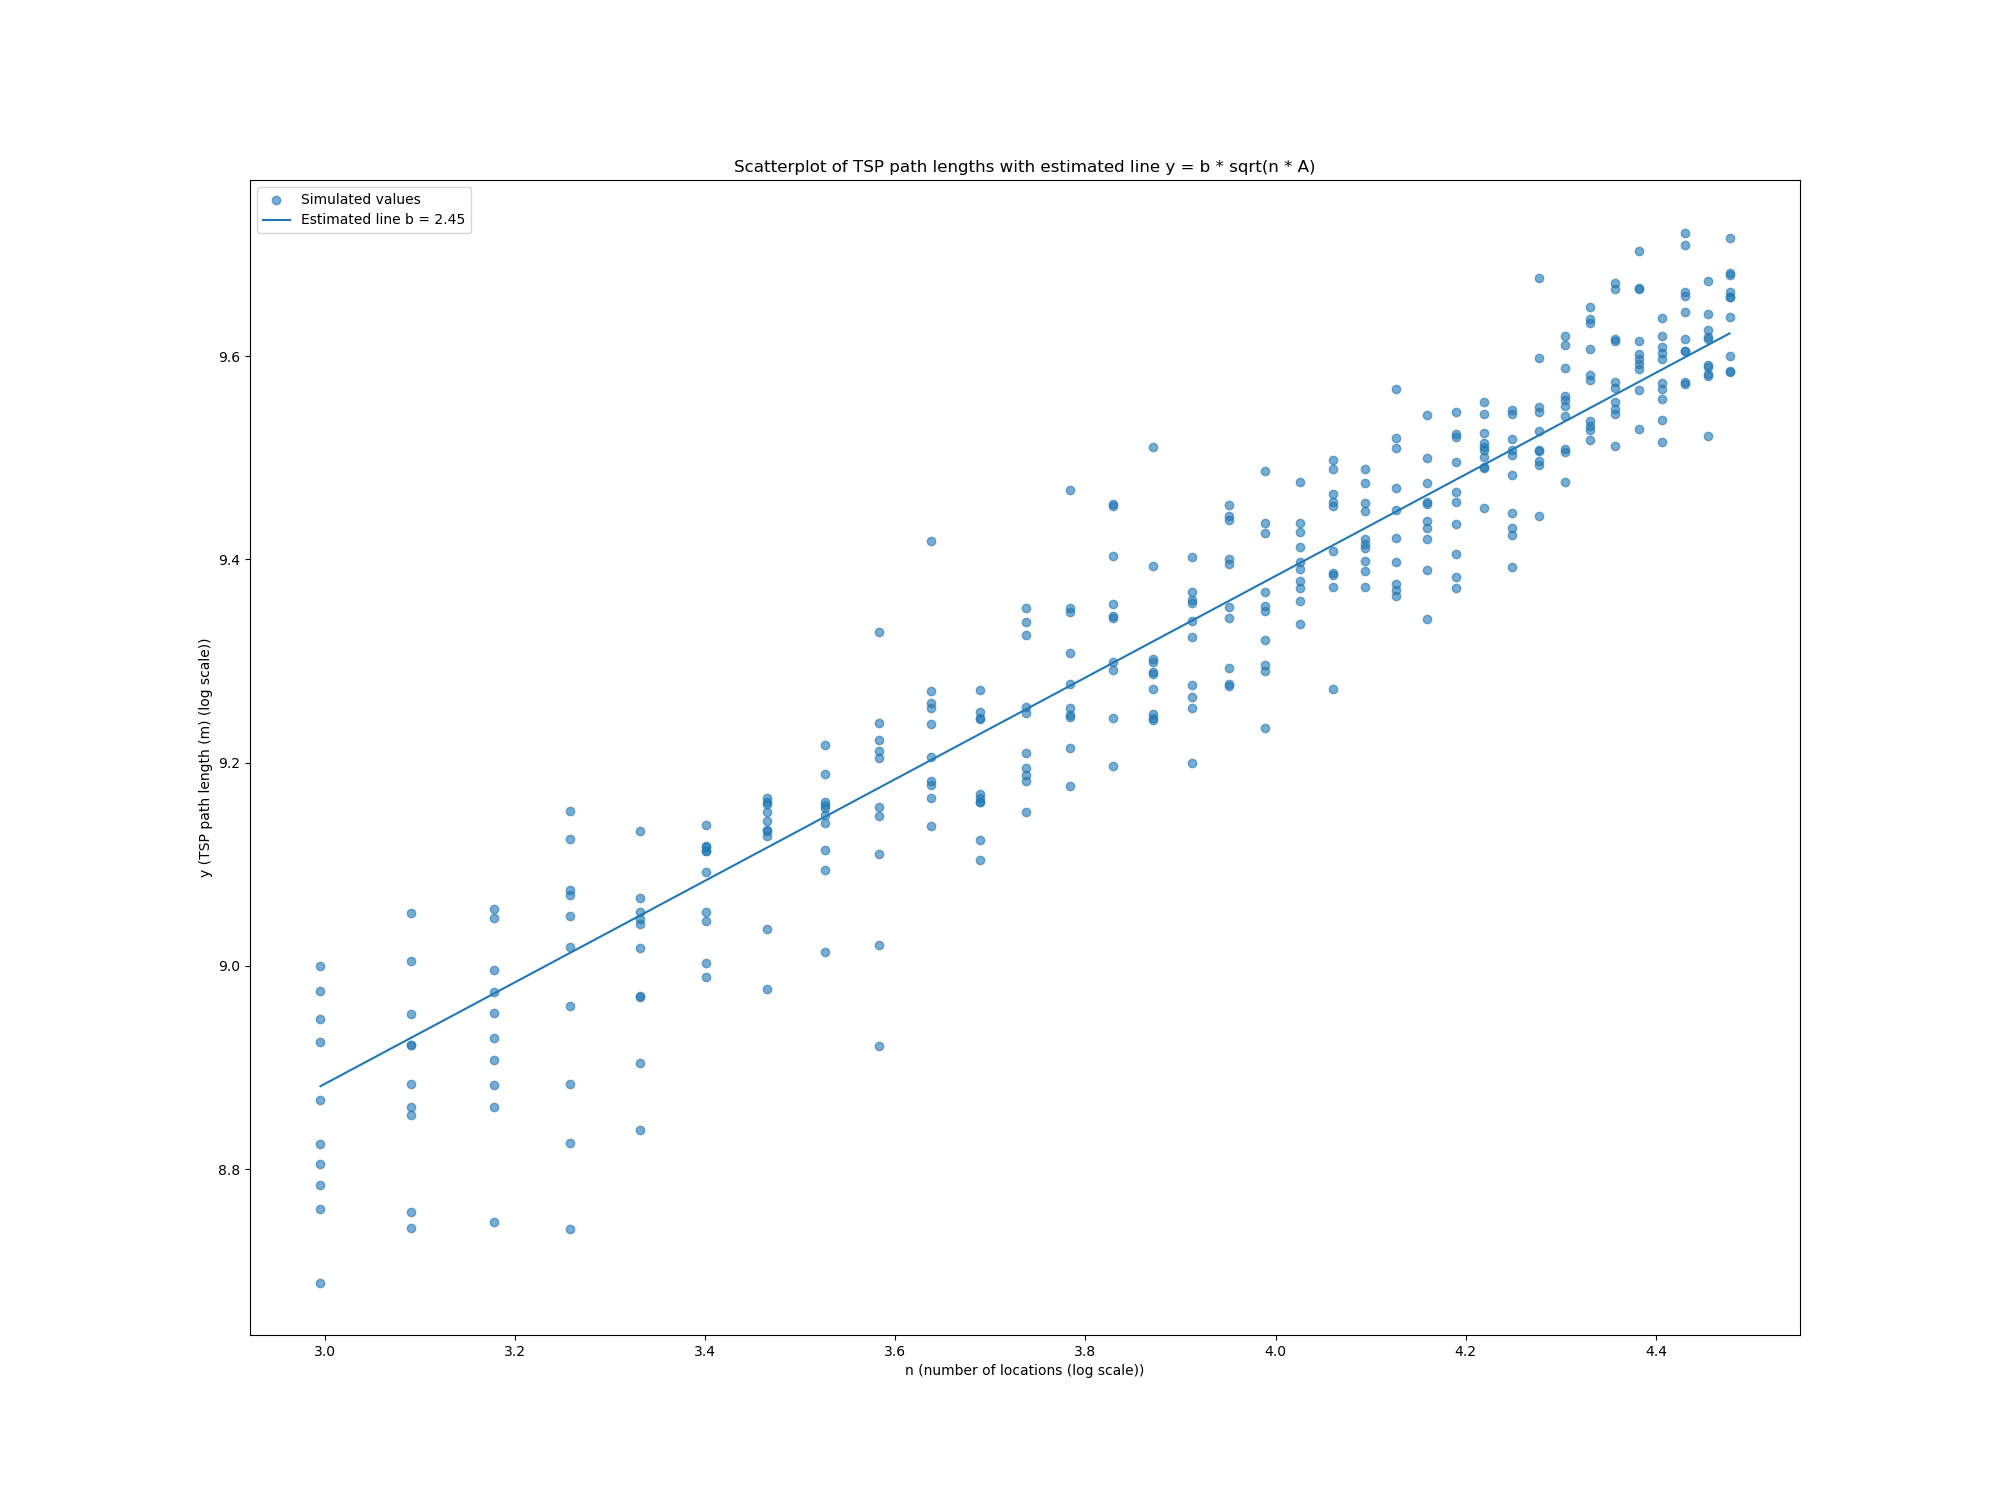 Scatterplot of TSP path lengths with estimated line y = b * sqrt(n * A)
Simulated values
Estimated line b = 2.45
y (TSP path length (m) (log scale))
9.6
9.4
9.2
9.0
8.8
3.0 3.2 3.4 3.6 3.8 4.0 4.2 4.4
n (number of locations (log scale))